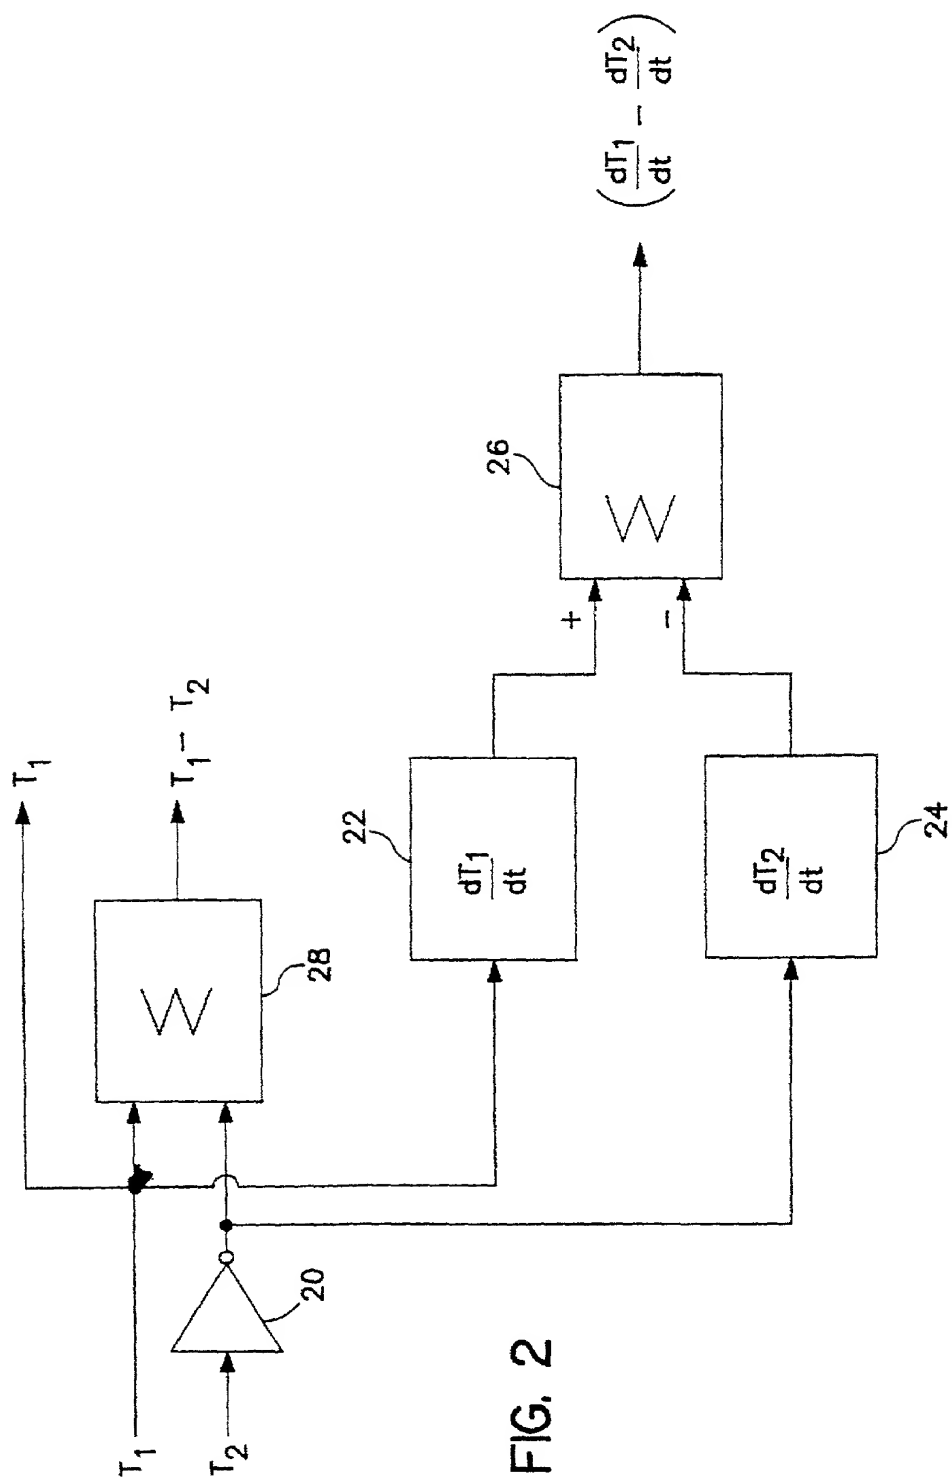 T₁
T₁
Σ
T₁ − T₂
T₂
20
28
22
dT₁
dt
26
FIG. 2
+
Σ
(dT₁/dt − dT₂/dt)
−
dT₂
dt
24